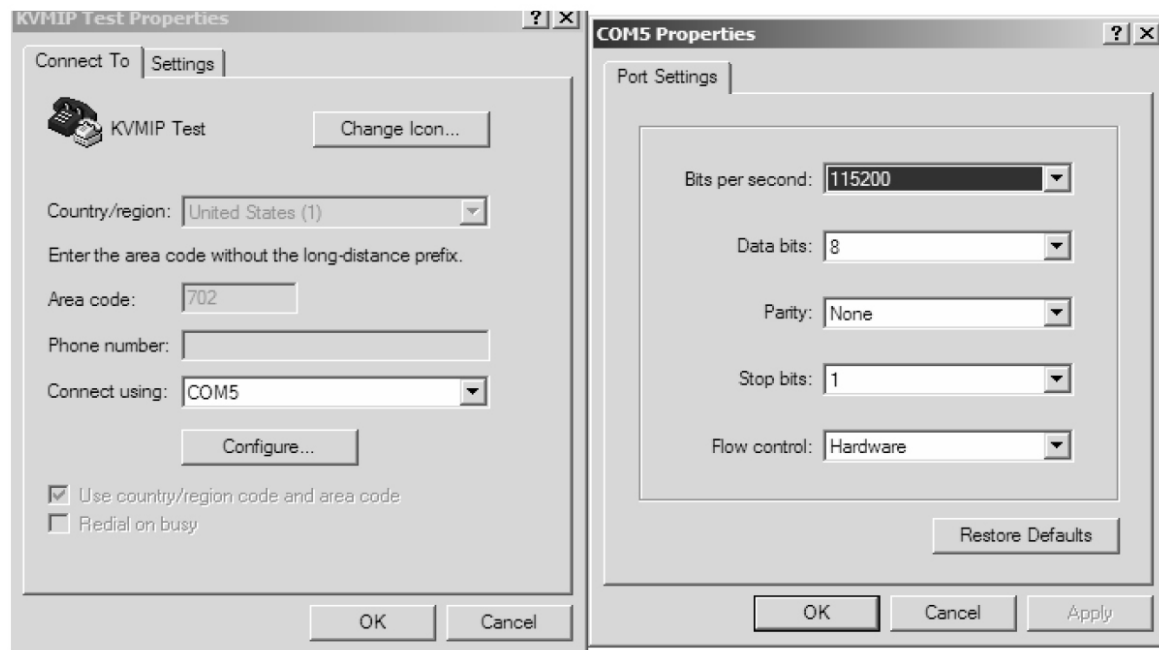 KVMIP Test Properties
Connect To
Settings
KVMIP Test
Change Icon...
Country/region:
United States (1)
Enter the area code without the long-distance prefix.
Area code:
702
Phone number:
Connect using:
COM5
Configure...
Use country/region code and area code
Redial on busy
OK
Cancel
COM5 Properties
Port Settings
Bits per second:
115200
Data bits:
8
Parity:
None
Stop bits:
1
Flow control:
Hardware
Restore Defaults
OK
Cancel
Apply